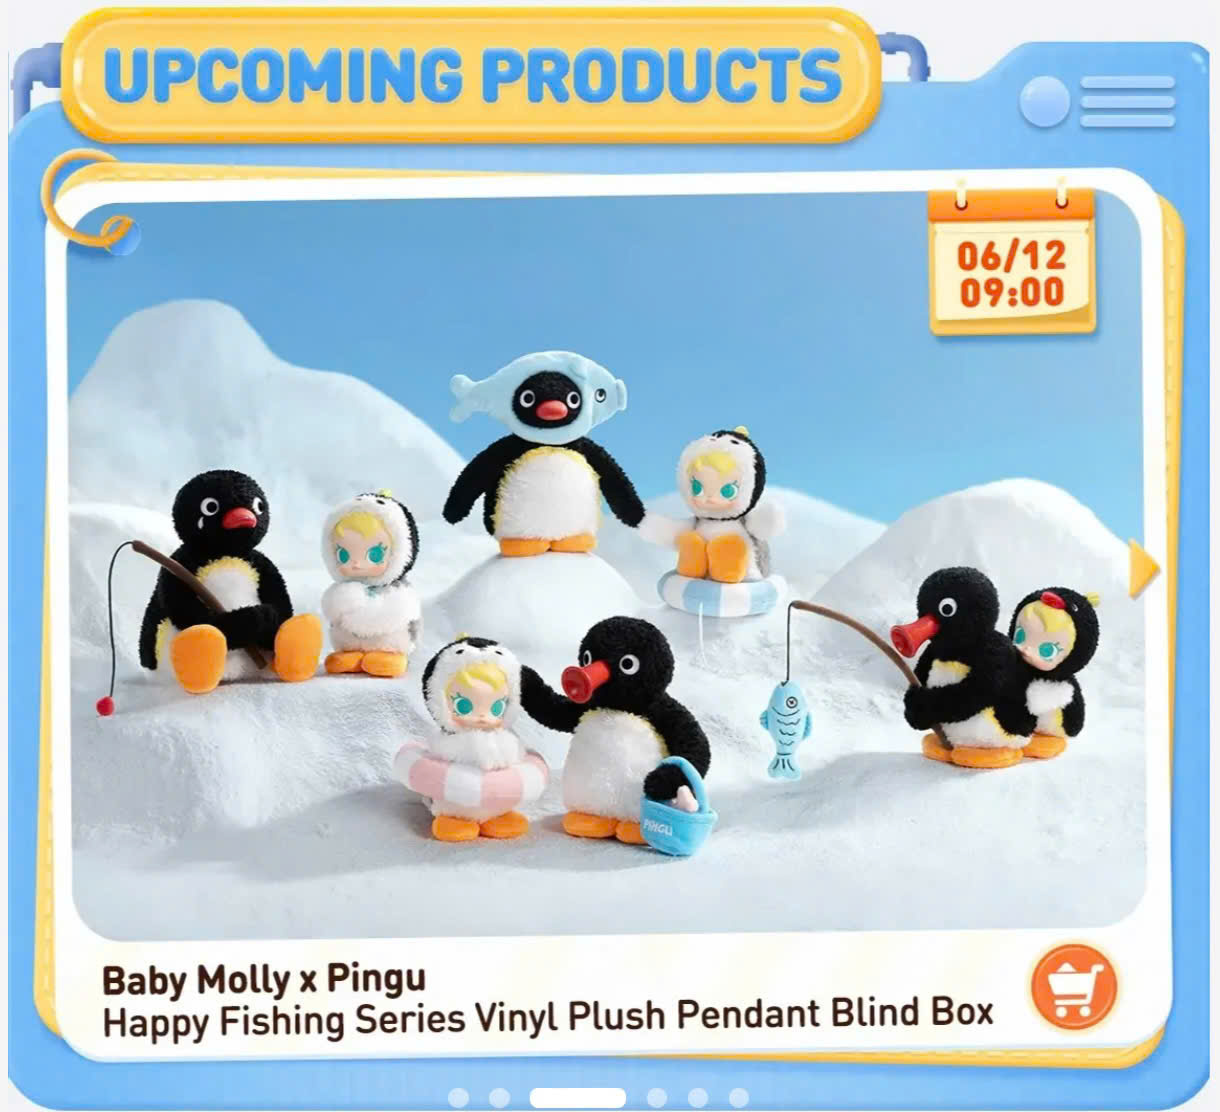 UPCOMING PRODUCTS
06/12
09:00
PINGU
Baby Molly x Pingu
Happy Fishing Series Vinyl Plush Pendant Blind Box